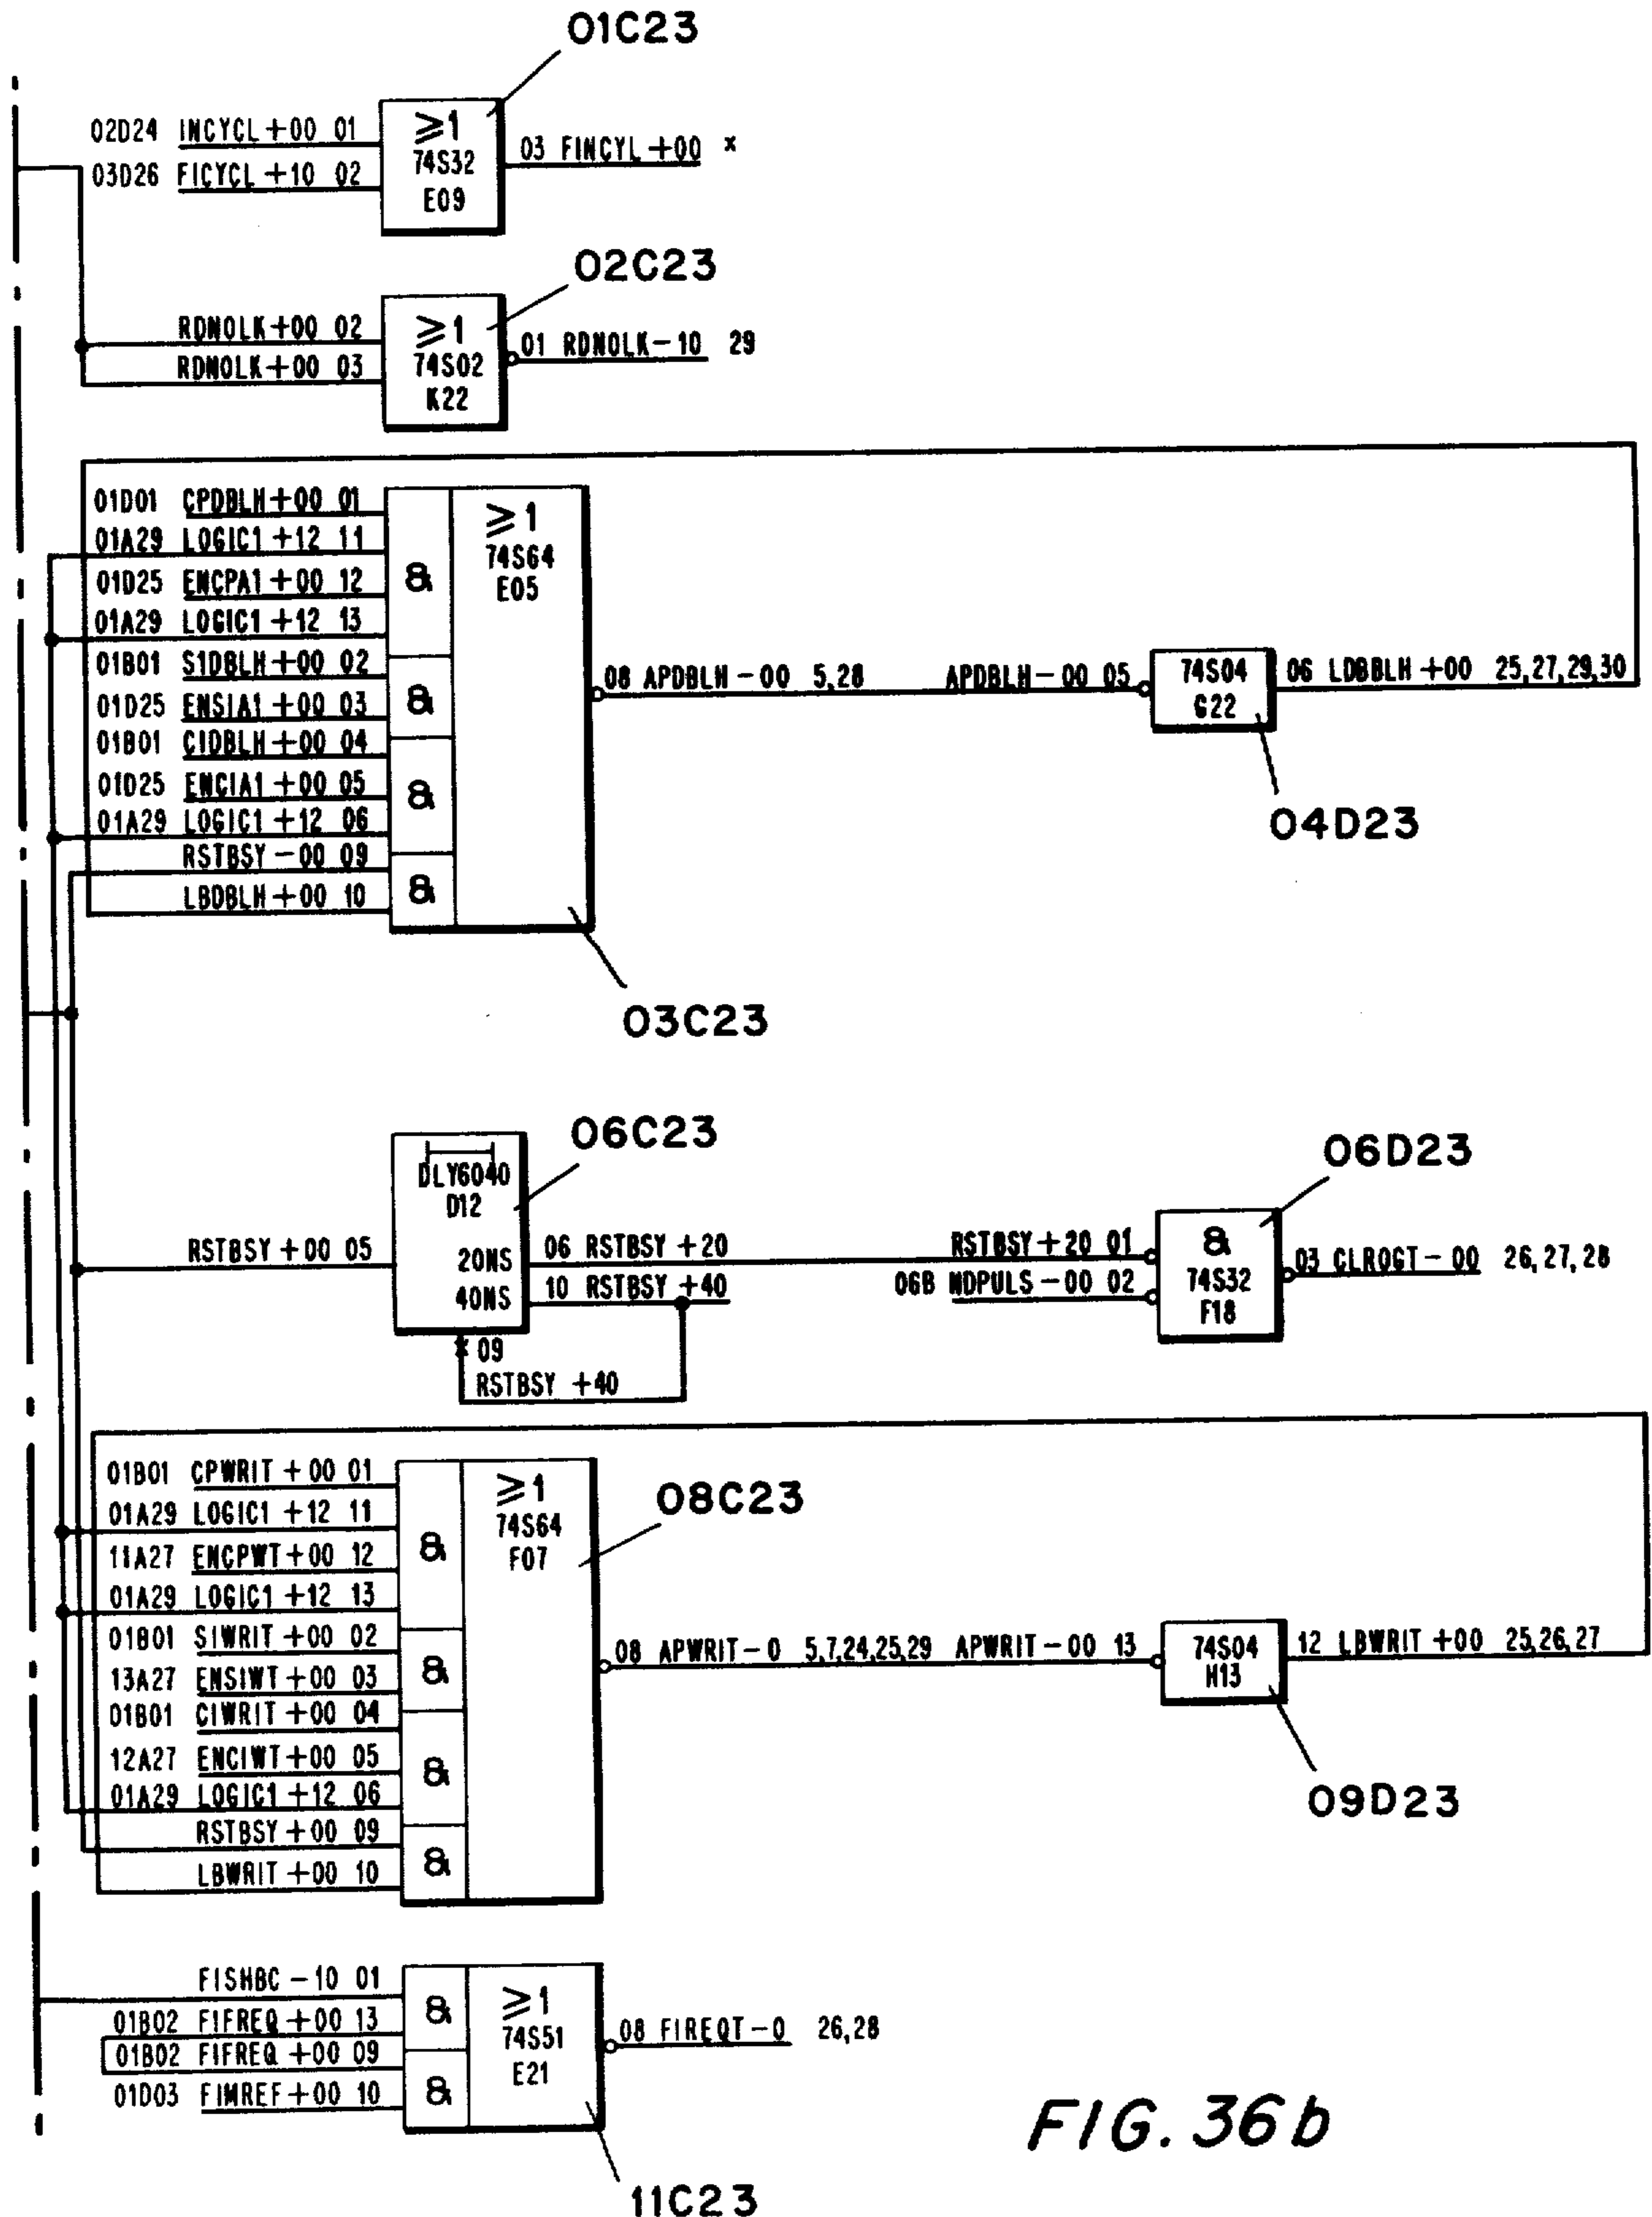 01C23
02D24 INCYCL+00 01
03D26 FICYCL+10 02
≥1
74S32
E09
03 FINCYL+00 x
02C23
RDNOLK+00 02
RDNOLK+00 03
≥1
74S02
K22
01 RDNOLK-10 29
01D01 CPDBLH+00 01
01A29 LOGIC1+12 11
01D25 ENCPA1+00 12
01A29 LOGIC1+12 13
01B01 S1DBLH+00 02
01D25 ENSIA1+00 03
01B01 CIDBLH+00 04
01D25 ENCIA1+00 05
01A29 LOGIC1+12 06
RSTBSY-00 09
LBDBLH+00 10
&
&
&
&
≥1
74S64
E05
08 APDBLH-00 5,28
APDBLH-00 05
74S04
G22
06 LDBBLH+00 25,27,29,30
04D23
03C23
06C23
DLY6040
D12
20NS
40NS
RSTBSY+00 05
06 RSTBSY+20
10 RSTBSY+40
09
RSTBSY+40
06D23
RSTBSY+20 01
06B NDPULS-00 02
&
74S32
F18
03 CLROGT-00 26,27,28
01B01 CPWRIT+00 01
01A29 LOGIC1+12 11
11A27 ENCPWT+00 12
01A29 LOGIC1+12 13
01B01 SIWRIT+00 02
13A27 ENSIWT+00 03
01B01 CIWRIT+00 04
12A27 ENCIWT+00 05
01A29 LOGIC1+12 06
RSTBSY+00 09
LBWRIT+00 10
&
&
&
&
≥1
74S64
F07
08C23
08 APWRIT-0 5,7,24,25,29
APWRIT-00 13
74S04
H13
12 LBWRIT+00 25,26,27
09D23
FISHBC-10 01
01B02 FIFREQ+00 13
01B02 FIFREQ+00 09
01D03 FIMREF+00 10
&
&
≥1
74S51
E21
08 FIREQT-0 26,28
11C23
FIG. 36b